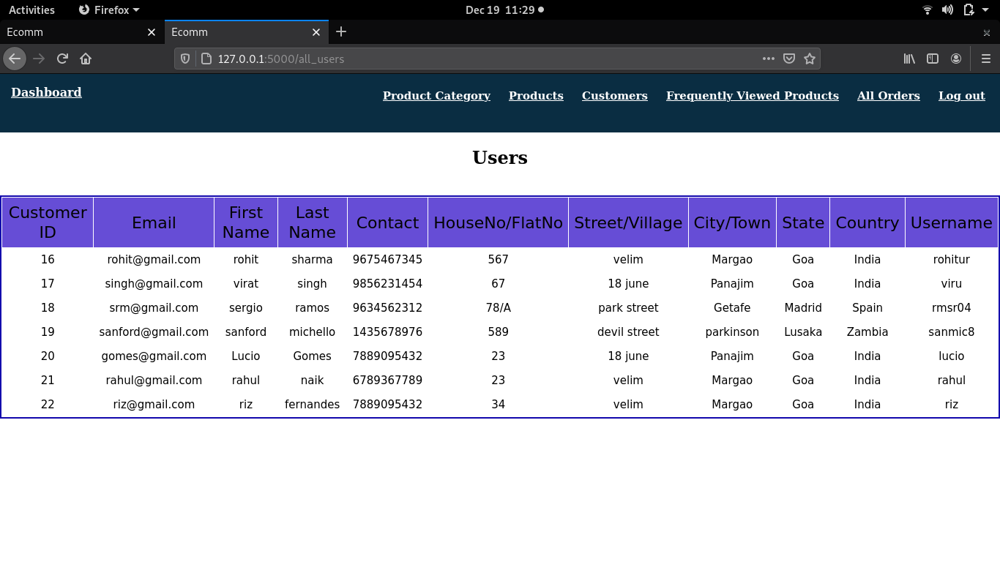 Activities Firefox Dec 19 11:29
Ecomm Ecomm
127.0.0.1:5000/all_users
Dashboard Product Category Products Customers Frequently Viewed Products All Orders Log out
Users
Customer ID Email First Name Last Name Contact HouseNo/FlatNo Street/Village City/Town State Country Username
16 rohit@gmail.com rohit sharma 9675467345 567 velim Margao Goa India rohitur
17 singh@gmail.com virat singh 9856231454 67 18 june Panajim Goa India viru
18 srm@gmail.com sergio ramos 9634562312 78/A park street Getafe Madrid Spain rmsr04
19 sanford@gmail.com sanford michello 1435678976 589 devil street parkinson Lusaka Zambia sanmic8
20 gomes@gmail.com Lucio Gomes 7889095432 23 18 june Panajim Goa India lucio
21 rahul@gmail.com rahul naik 6789367789 23 velim Margao Goa India rahul
22 riz@gmail.com riz fernandes 7889095432 34 velim Margao Goa India riz